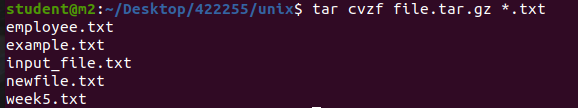 student@m2:~/Desktop/422255/unix$ tar cvzf file.tar.gz *.txt
employee.txt
example.txt
input_file.txt
newfile.txt
week5.txt